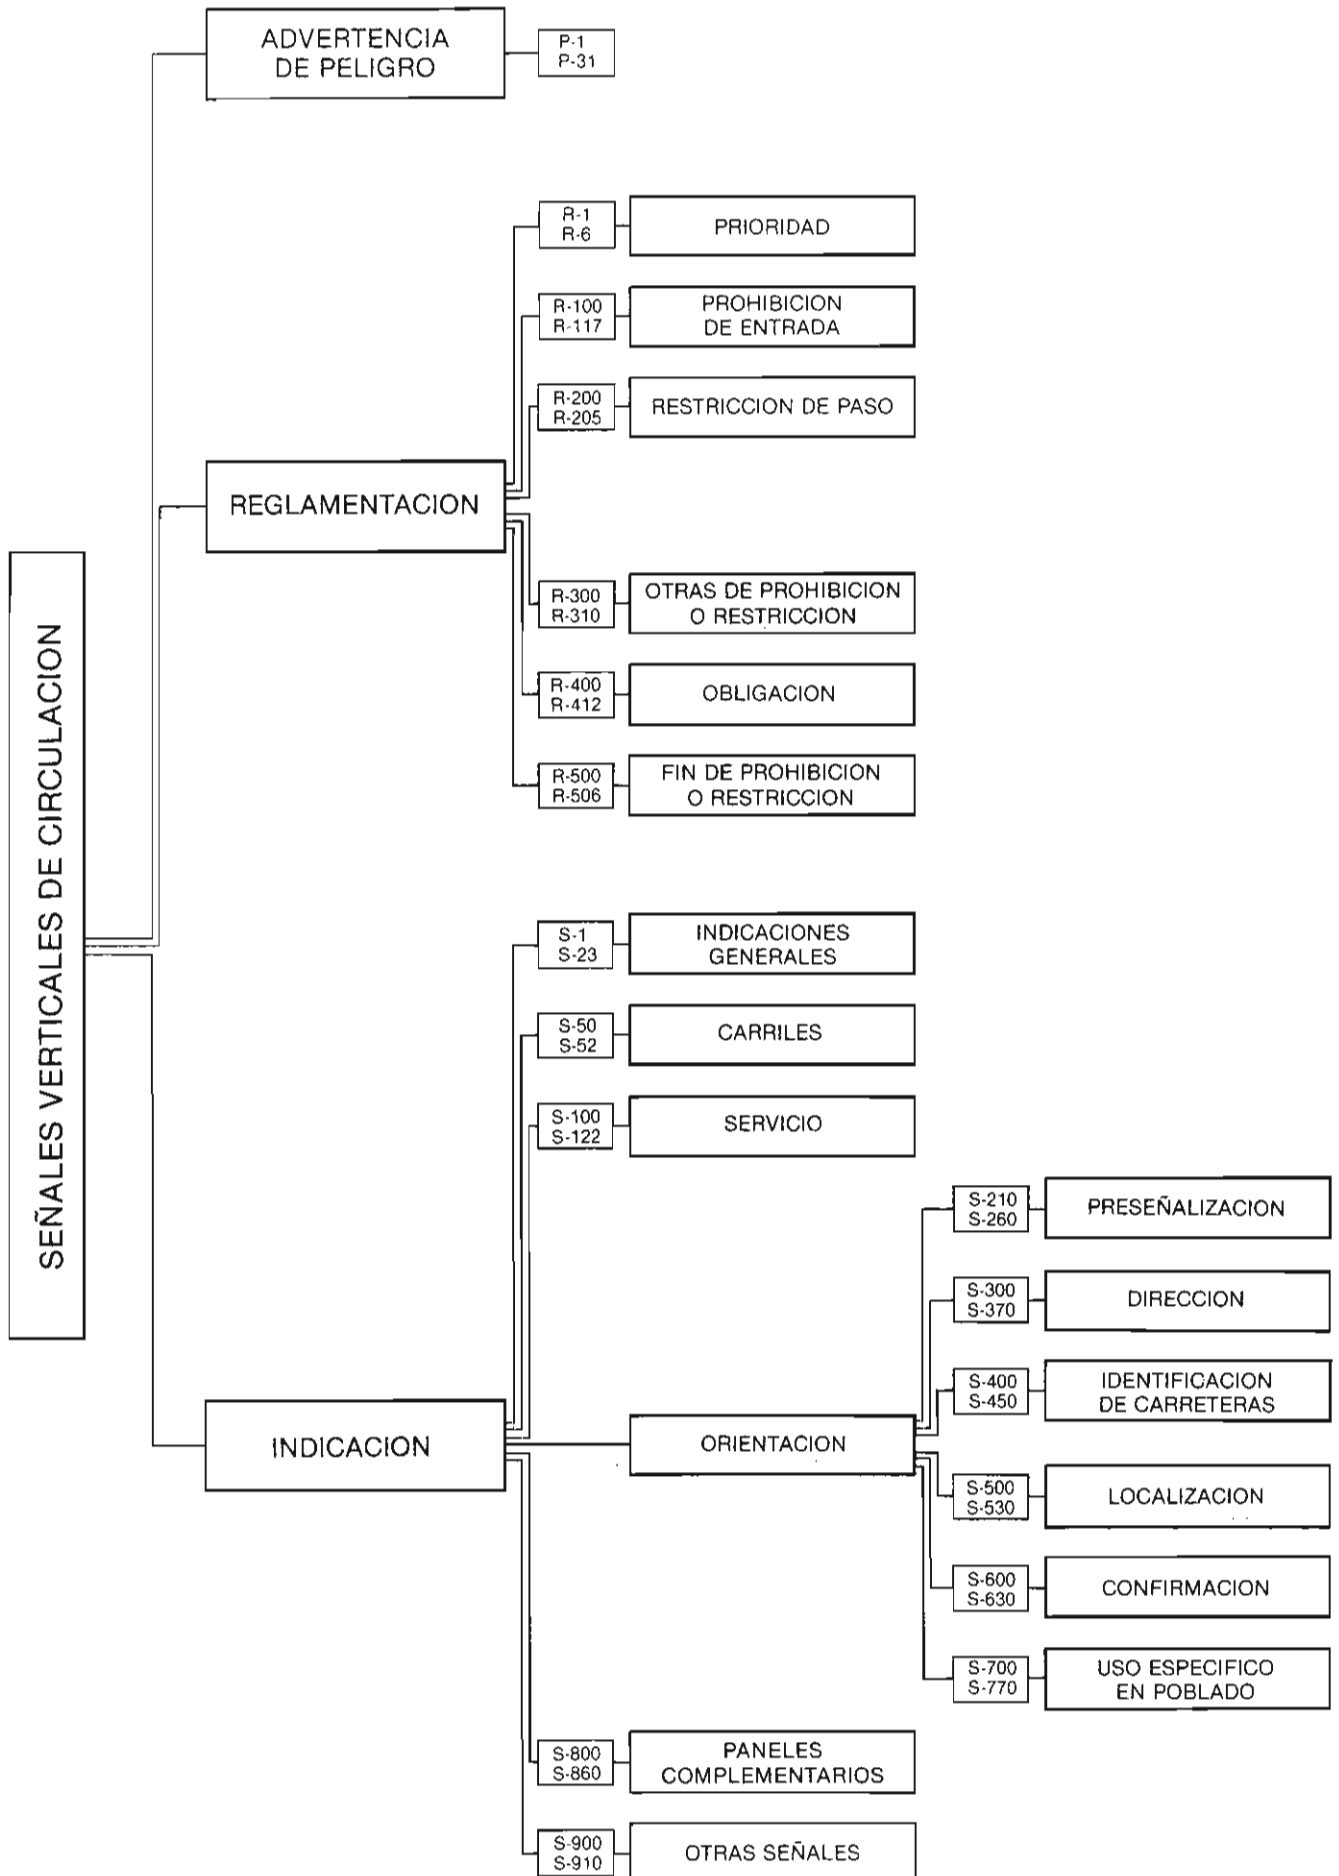 SEÑALES VERTICALES DE CIRCULACION
ADVERTENCIA
DE PELIGRO
P-1
P-31
REGLAMENTACION
R-1
R-6
PRIORIDAD
R-100
R-117
PROHIBICION
DE ENTRADA
R-200
R-205
RESTRICCION DE PASO
R-300
R-310
OTRAS DE PROHIBICION
O RESTRICCION
R-400
R-412
OBLIGACION
R-500
R-506
FIN DE PROHIBICION
O RESTRICCION
INDICACION
S-1
S-23
INDICACIONES
GENERALES
S-50
S-52
CARRILES
S-100
S-122
SERVICIO
ORIENTACION
S-210
S-260
PRESEÑALIZACION
S-300
S-370
DIRECCION
S-400
S-450
IDENTIFICACION
DE CARRETERAS
S-500
S-530
LOCALIZACION
S-600
S-630
CONFIRMACION
S-700
S-770
USO ESPECIFICO
EN POBLADO
S-800
S-860
PANELES
COMPLEMENTARIOS
S-900
S-910
OTRAS SEÑALES